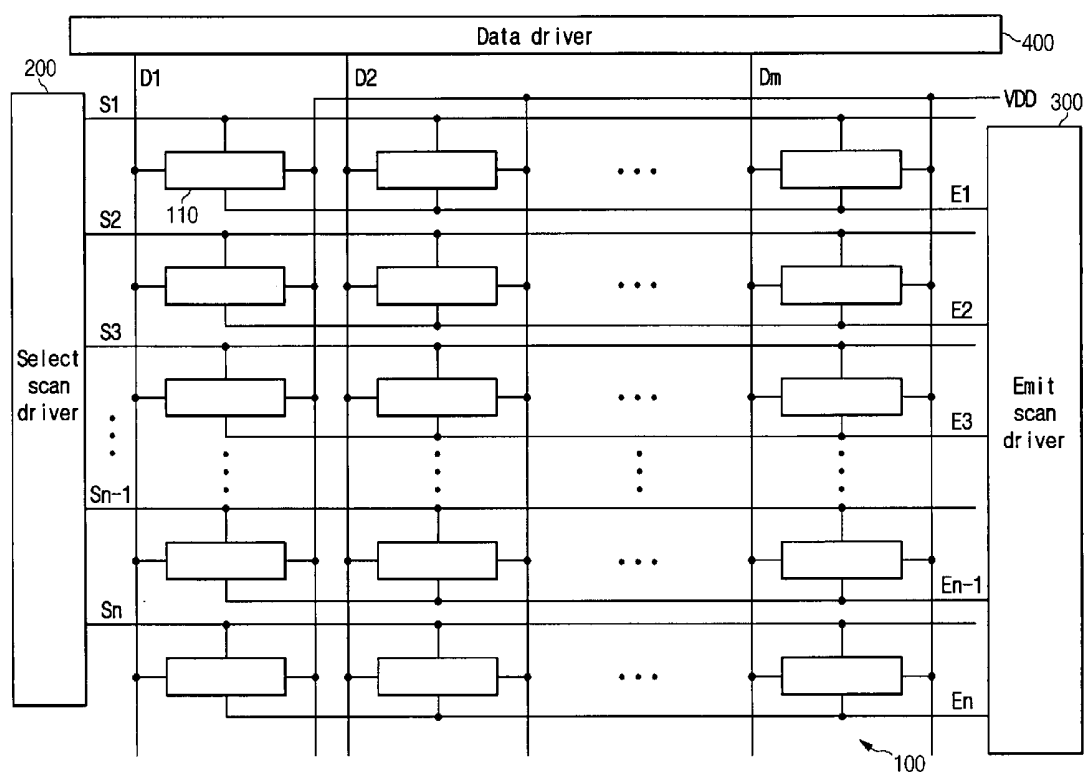 Data driver
400
200
D1
D2
Dm
S1
VDD
300
110
E1
S2
E2
S3
Select
scan
driver
Emit
scan
driver
E3
Sn-1
En-1
Sn
En
100